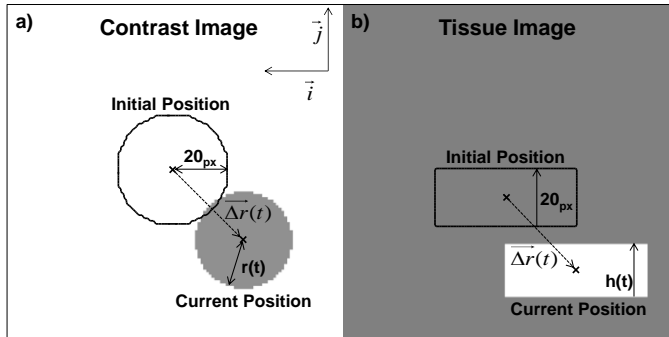 a) Contrast Image
j
i
Initial Position
20px
Δr(t)
r(t)
Current Position
b) Tissue Image
Initial Position
20px
Δr(t)
h(t)
Current Position